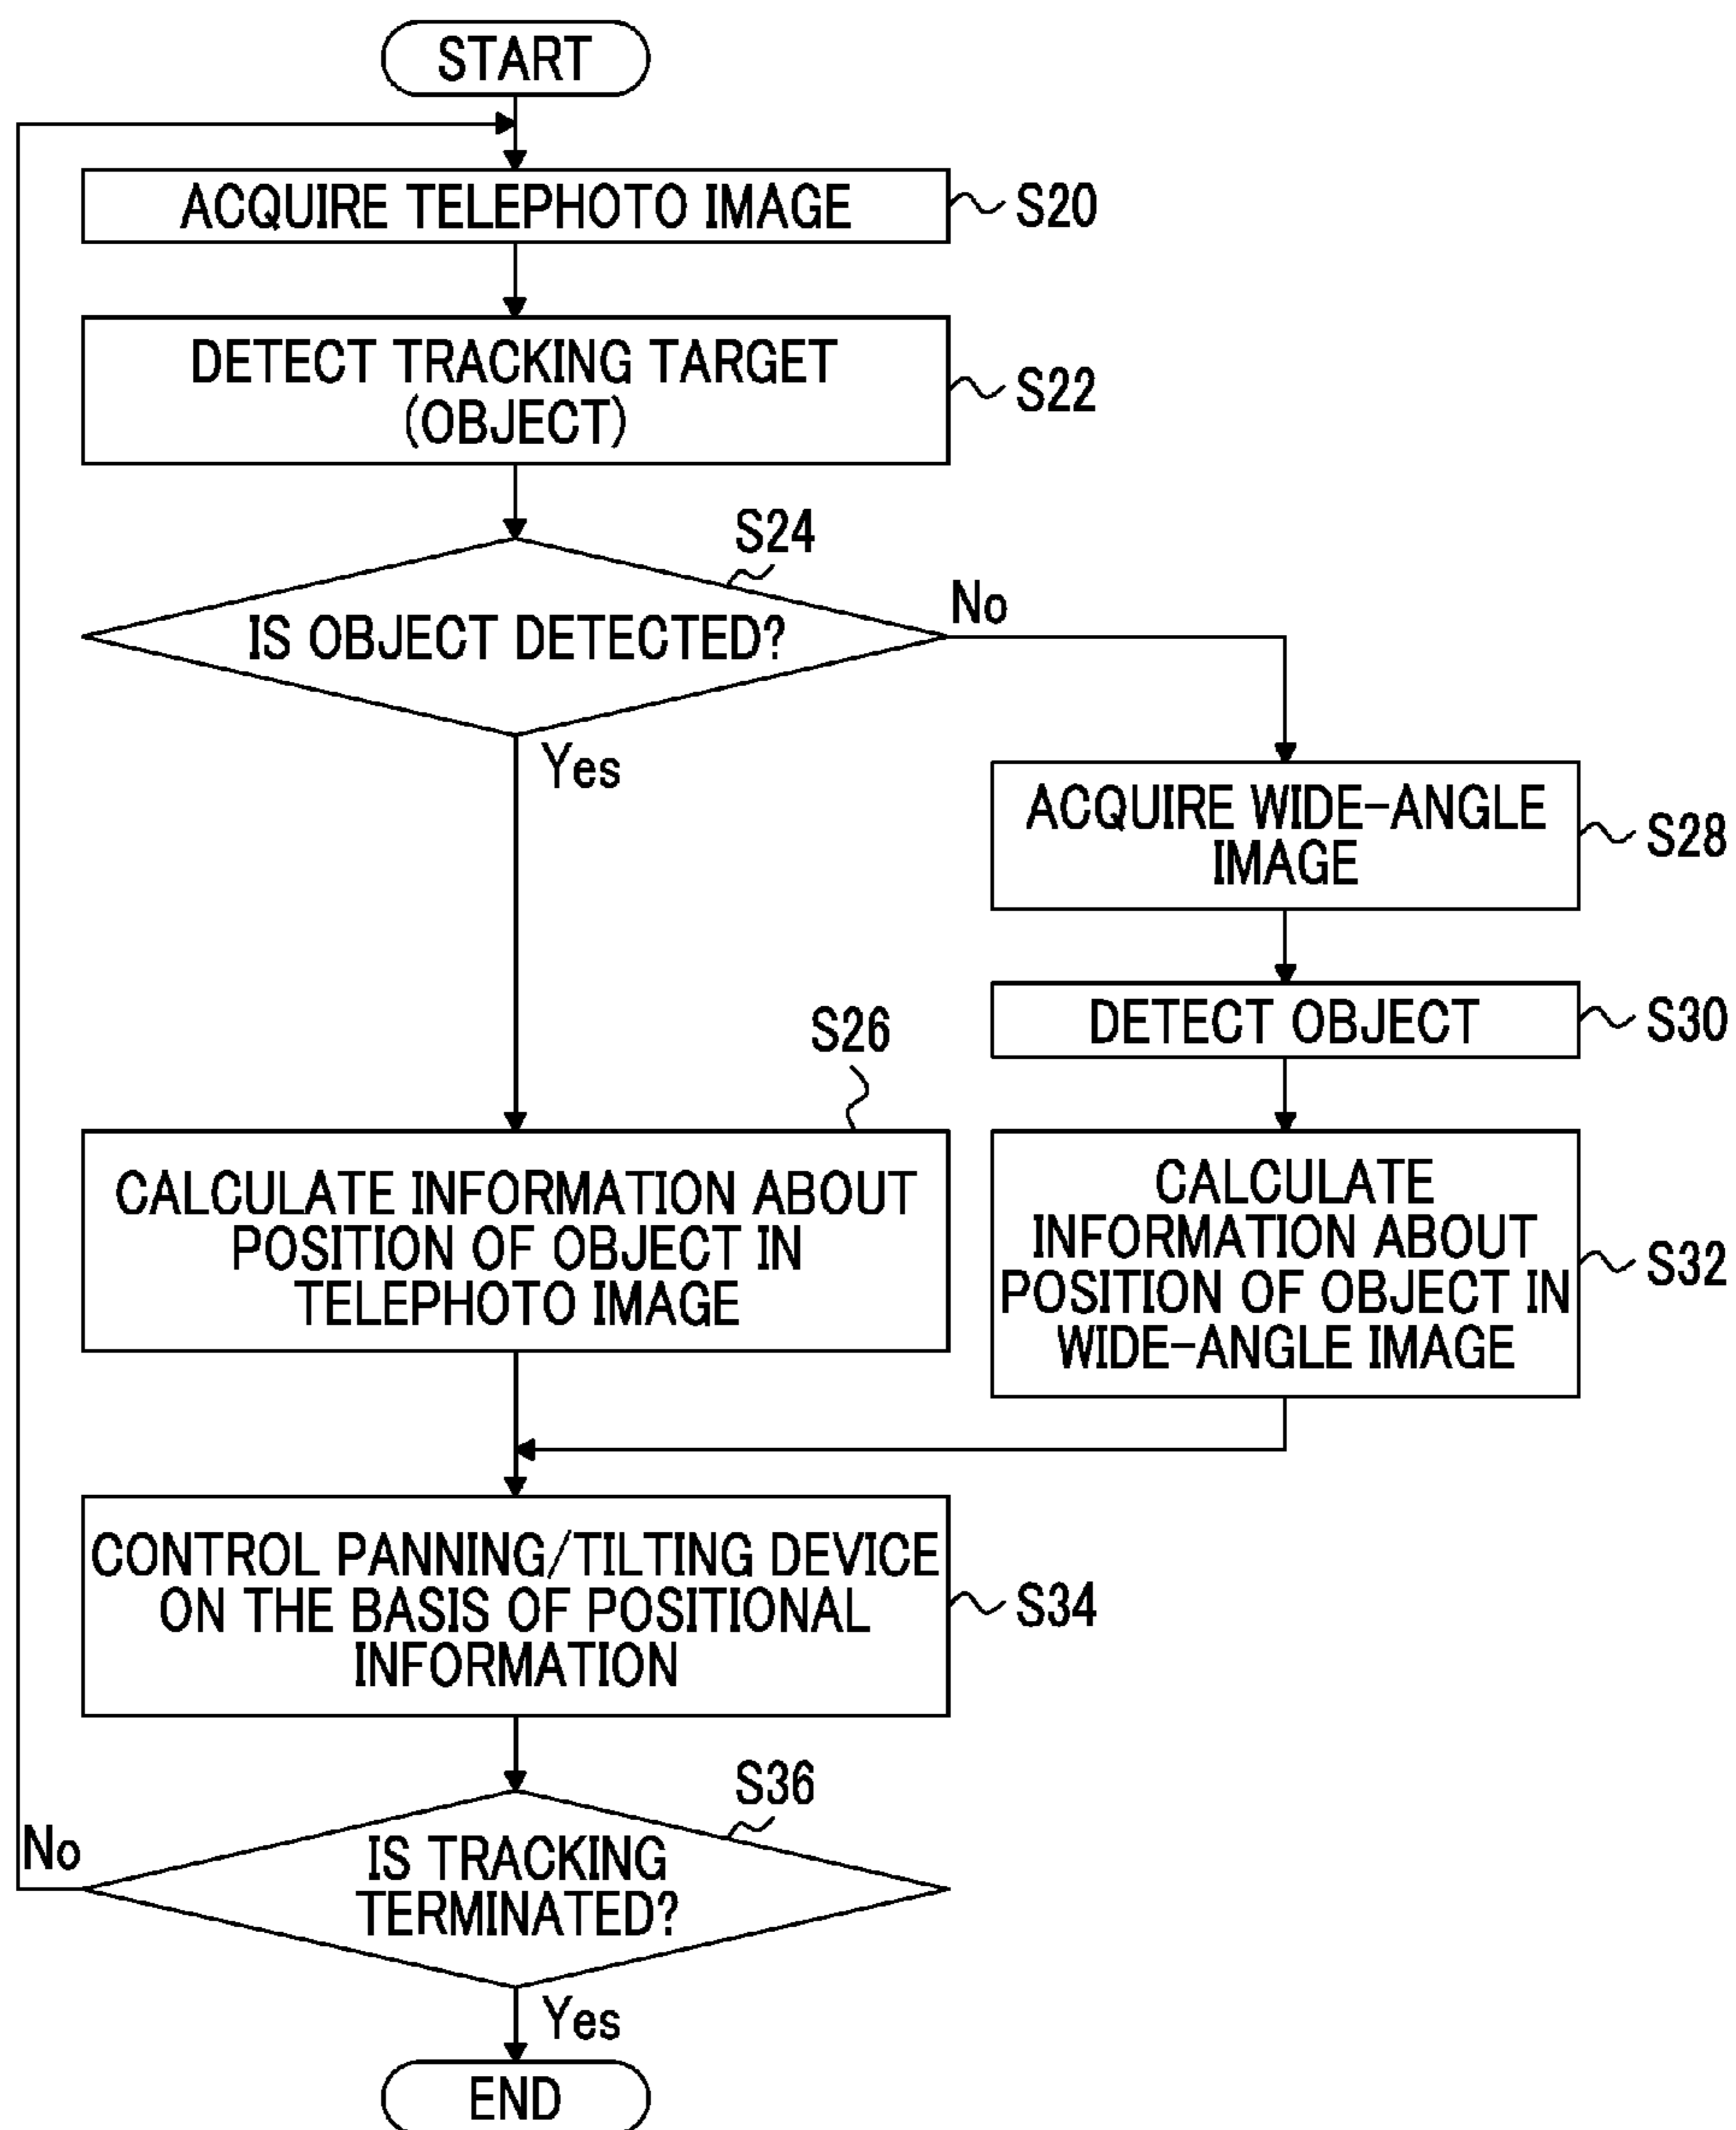 START
ACQUIRE TELEPHOTO IMAGE
S20
DETECT TRACKING TARGET
(OBJECT)
S22
S24
IS OBJECT DETECTED?
No
Yes
ACQUIRE WIDE-ANGLE
IMAGE
S28
DETECT OBJECT
S30
S26
CALCULATE INFORMATION ABOUT
POSITION OF OBJECT IN
TELEPHOTO IMAGE
CALCULATE
INFORMATION ABOUT
POSITION OF OBJECT IN
WIDE-ANGLE IMAGE
S32
CONTROL PANNING/TILTING DEVICE
ON THE BASIS OF POSITIONAL
INFORMATION
S34
S36
No
IS TRACKING
TERMINATED?
Yes
END